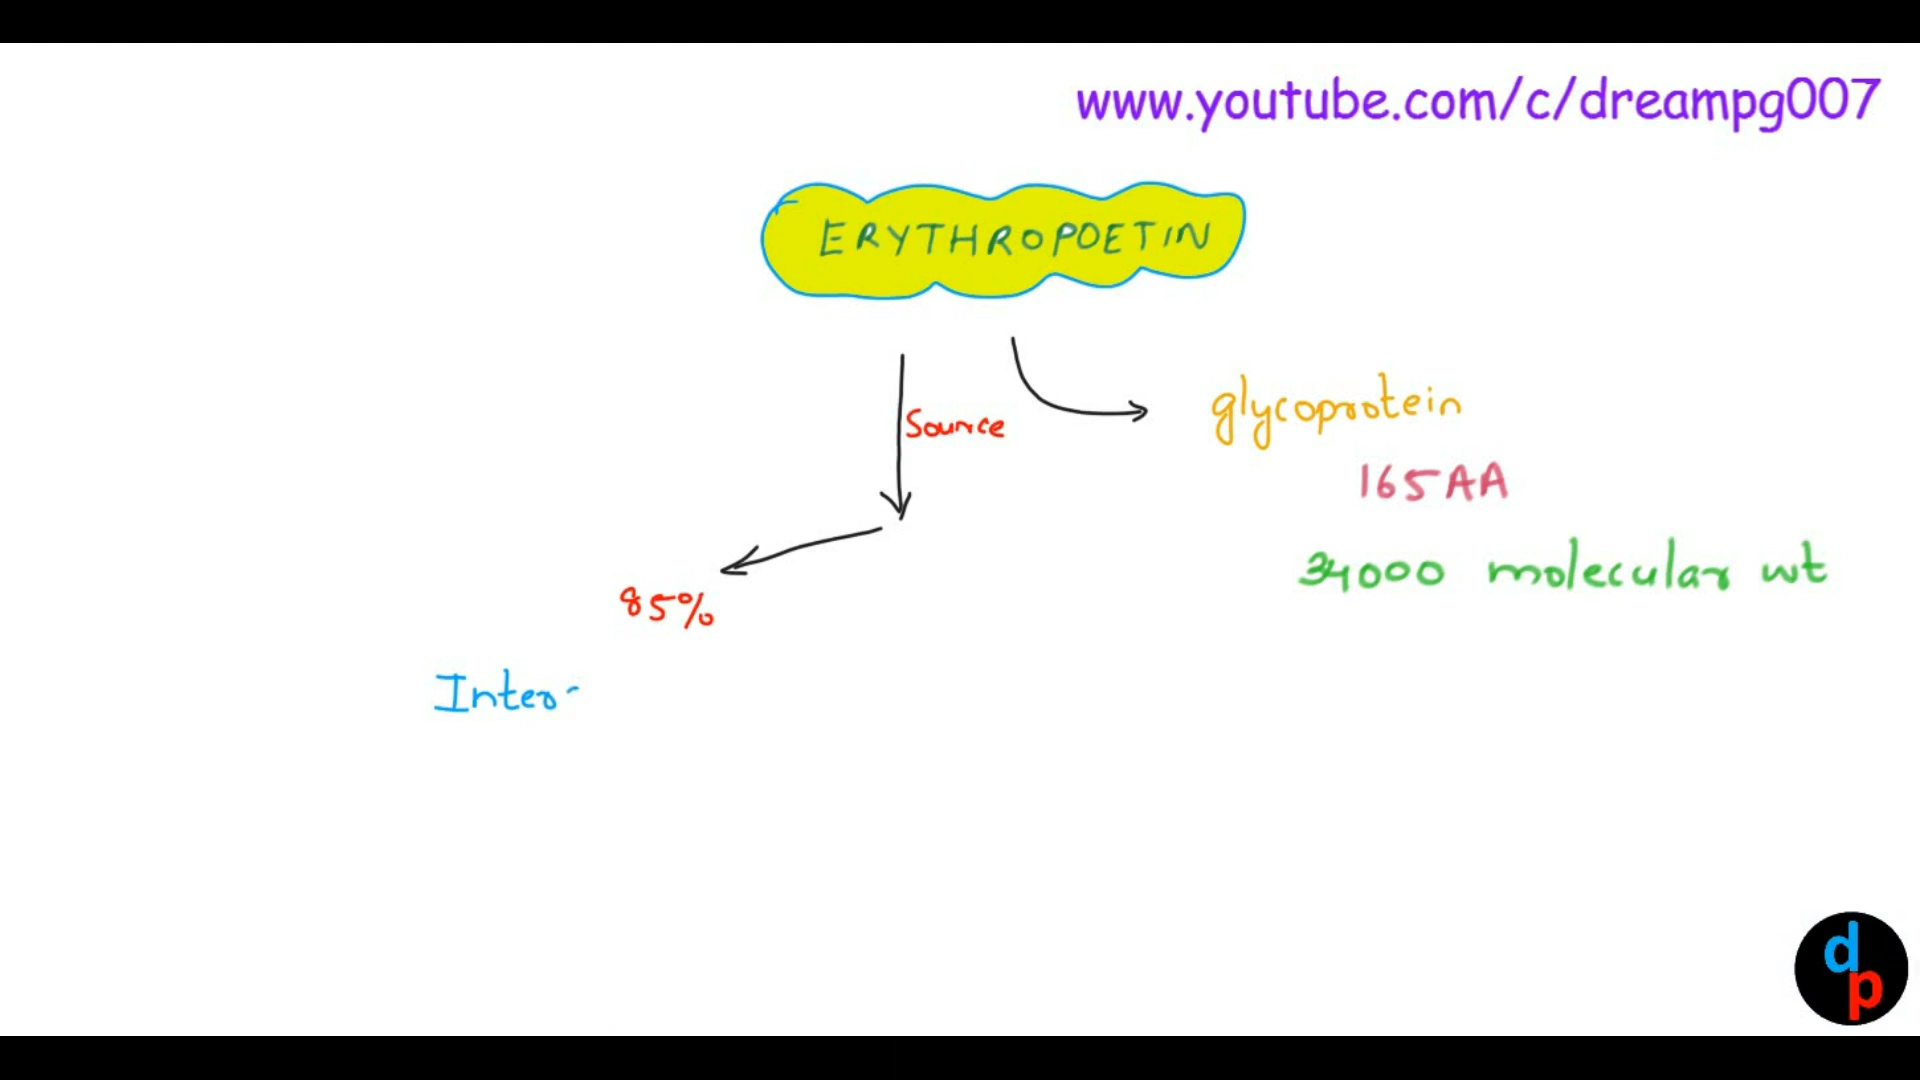 www.youtube.com/c/dreampg007
ERYTHROPOETIN
Source
glycoprotein
165AA
34000 molecular wt
85%
Inter
dp